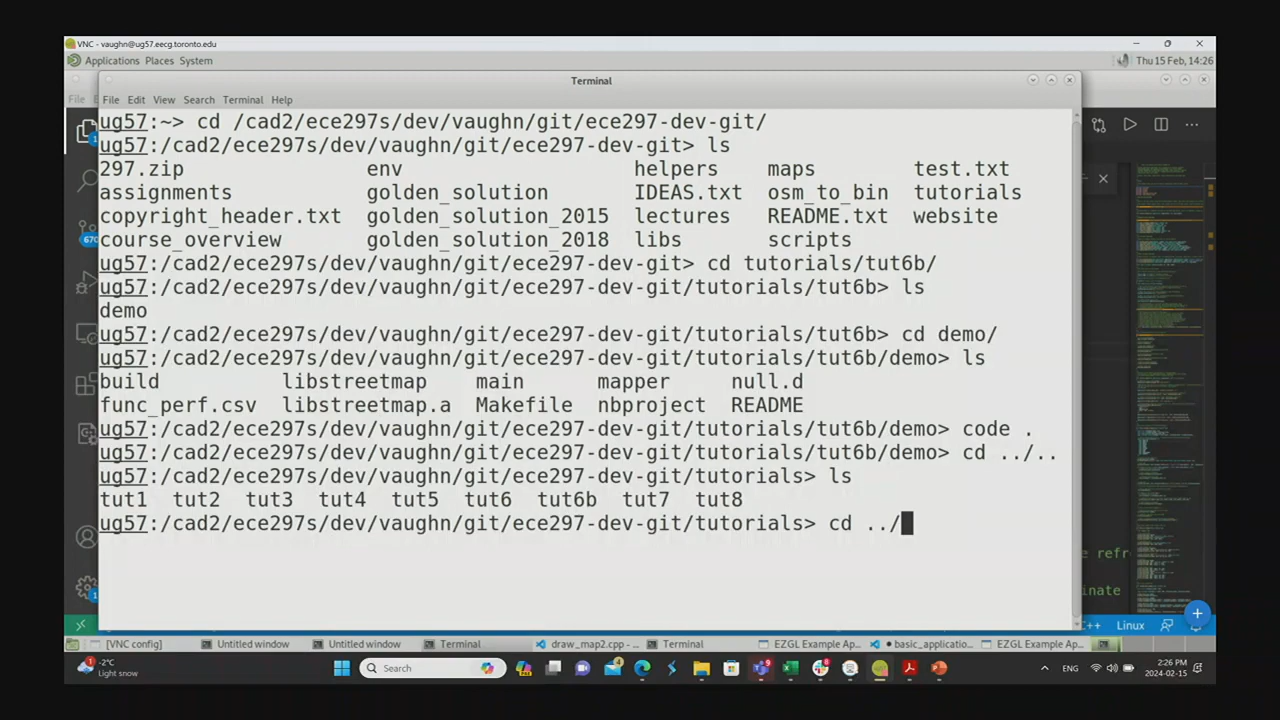 VNC - vaughn@ug57.eecg.toronto.edu
Applications Places System
Thu 15 Feb, 14:26
Terminal
File Edit View Search Terminal Help
ug57:~> cd /cad2/ece297s/dev/vaughn/git/ece297-dev-git/
ug57:/cad2/ece297s/dev/vaughn/git/ece297-dev-git> ls
297.zip env helpers maps test.txt
assignments golden_solution IDEAS.txt osm_to_bin tutorials
copyright_header.txt golden_solution_2015 lectures README.txt website
course_overview golden_solution_2018 libs scripts
ug57:/cad2/ece297s/dev/vaughn/git/ece297-dev-git> cd tutorials/tut6b/
ug57:/cad2/ece297s/dev/vaughn/git/ece297-dev-git/tutorials/tut6b> ls
demo
ug57:/cad2/ece297s/dev/vaughn/git/ece297-dev-git/tutorials/tut6b> cd demo/
ug57:/cad2/ece297s/dev/vaughn/git/ece297-dev-git/tutorials/tut6b/demo> ls
build libstreetmap main mapper null.d
func_perf.csv libstreetmap.a Makefile nbproject README
ug57:/cad2/ece297s/dev/vaughn/git/ece297-dev-git/tutorials/tut6b/demo> code .
ug57:/cad2/ece297s/dev/vaughn/git/ece297-dev-git/tutorials/tut6b/demo> cd ../..
ug57:/cad2/ece297s/dev/vaughn/git/ece297-dev-git/tutorials> ls
tut1 tut2 tut3 tut4 tut5 tut6 tut6b tut7 tut8
ug57:/cad2/ece297s/dev/vaughn/git/ece297-dev-git/tutorials> cd ../
e refr
inate
670
C++ Linux
[VNC config] Untitled window Untitled window Terminal draw_map2.cpp - ... Terminal EZGL Example Ap... basic_applicatio... EZGL Example Ap...
-2°C
Light snow
Search
ENG
2:26 PM
2024-02-15